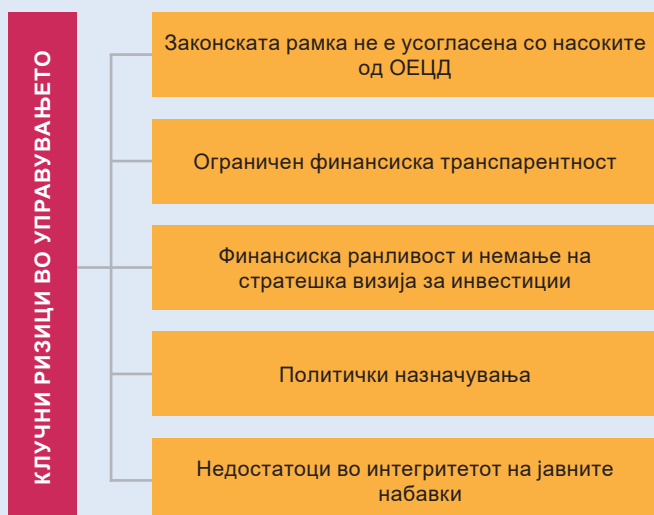 КЛУЧНИ РИЗИЦИ ВО УПРАВУВАЊЕТО
Законската рамка не е усогласена со насоките
од ОЕЦД
Ограничен финансиска транспарентност
Финансиска ранливост и немање на
стратешка визија за инвестиции
Политички назначувања
Недостатоци во интегритетот на јавните
набавки